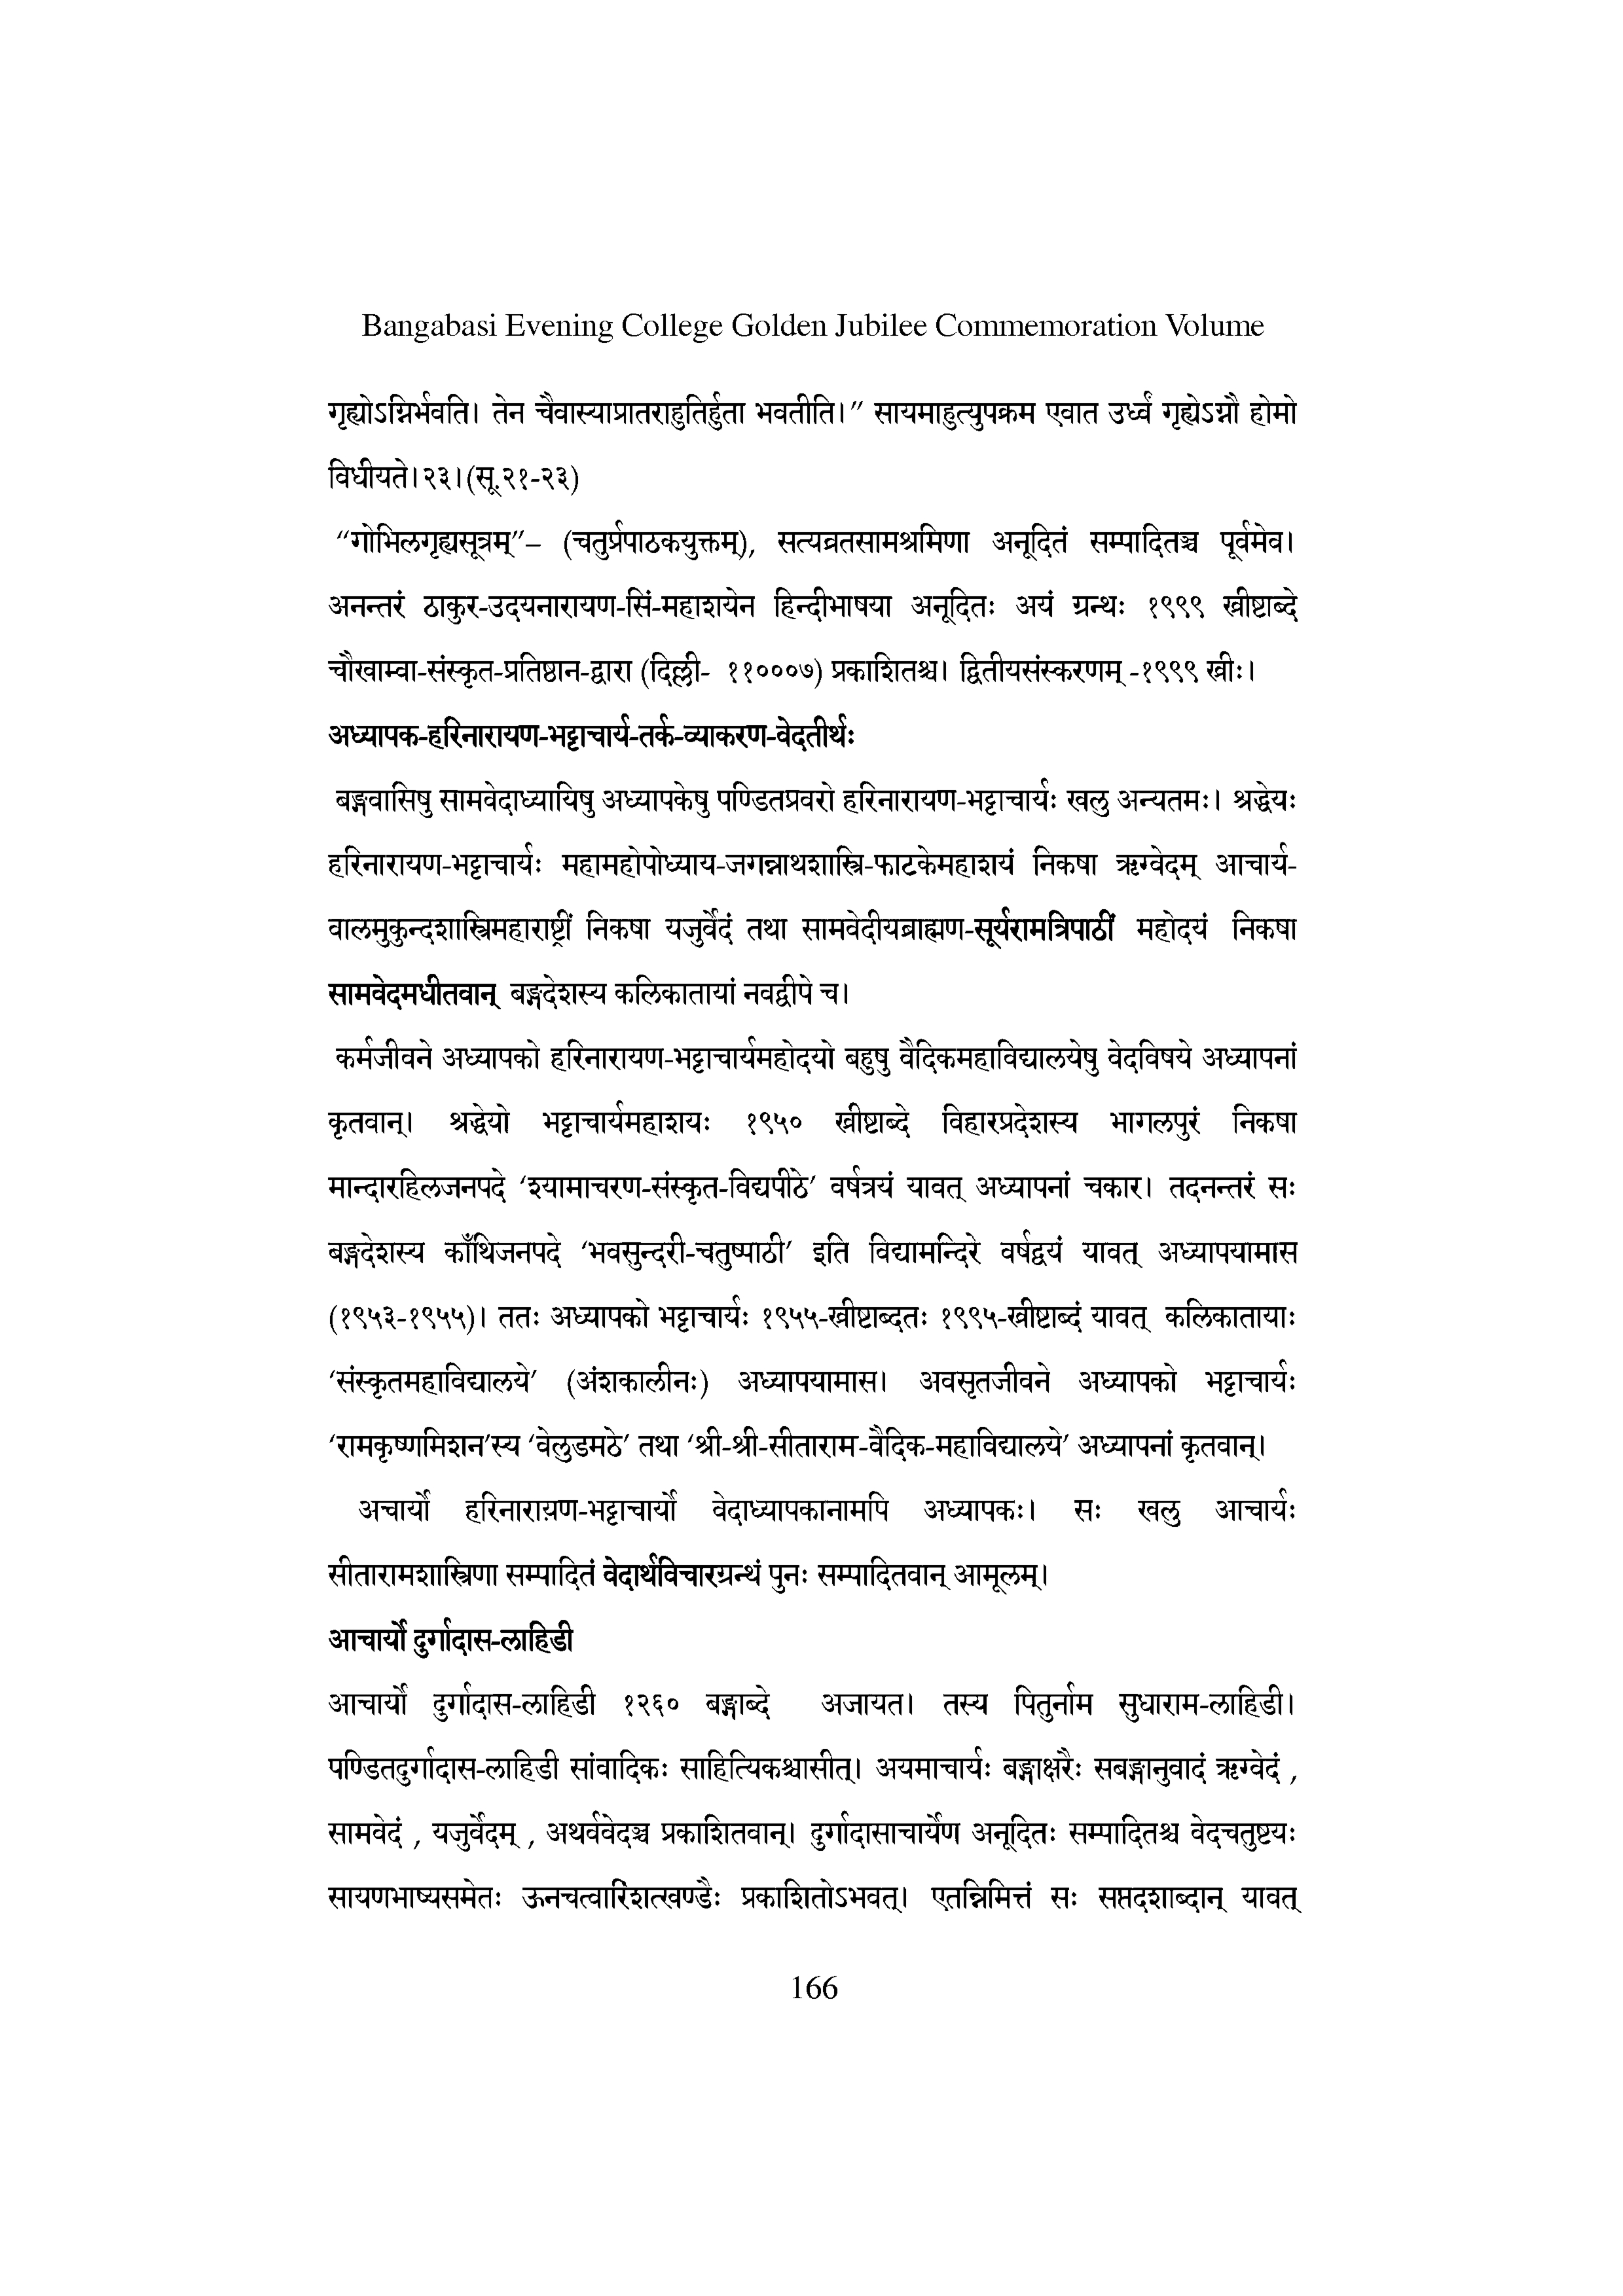 Bangabasi Evening College Golden Jubilee Commemoration Volume
गृह्योऽग्निर्भवति। तेन चैवास्याप्रातराहुतिर्हुता भवतीति।” सायमाहुत्युपक्रम एवात उर्ध्वं गृह्येऽग्नौ होमो
विधीयते।२३।(सू.२१-२३)
“गोभिलगृह्यसूत्रम्”– (चतुर्प्रपाठकयुक्तम्), सत्यव्रतसामश्रमिणा अनूदितं सम्पादितञ्च पूर्वमेव।
अनन्तरं ठाकुर-उदयनारायण-सिं-महाशयेन हिन्दीभाषया अनूदितः अयं ग्रन्थः १९९९ ख्रीष्टाब्दे
चौखाम्वा-संस्कृत-प्रतिष्ठान-द्वारा (दिल्ली- ११०००७) प्रकाशितश्च। द्वितीयसंस्करणम् -१९९९ ख्रीः।
अध्यापक-हरिनारायण-भट्टाचार्य-तर्क-व्याकरण-वेदतीर्थः
बङ्गवासिषु सामवेदाध्यायिषु अध्यापकेषु पण्डितप्रवरो हरिनारायण-भट्टाचार्यः खलु अन्यतमः। श्रद्धेयः
हरिनारायण-भट्टाचार्यः महामहोपोध्याय-जगन्नाथशास्त्रि-फाटकेमहाशयं निकषा ऋग्वेदम् आचार्य-
वालमुकुन्दशास्त्रिमहाराष्ट्रीं निकषा यजुर्वेदं तथा सामवेदीयब्राह्मण-सूर्यरामत्रिपाठीं महोदयं निकषा
सामवेदमधीतवान् बङ्गदेशस्य कलिकातायां नवद्वीपे च।
कर्मजीवने अध्यापको हरिनारायण-भट्टाचार्यमहोदयो बहुषु वैदिकमहाविद्यालयेषु वेदविषये अध्यापनां
कृतवान्। श्रद्धेयो भट्टाचार्यमहाशयः १९५० ख्रीष्टाब्दे विहारप्रदेशस्य भागलपुरं निकषा
मान्दारहिलजनपदे ‘श्यामाचरण-संस्कृत-विद्यपीठे’ वर्षत्रयं यावत् अध्यापनां चकार। तदनन्तरं सः
बङ्गदेशस्य काँथिजनपदे ‘भवसुन्दरी-चतुष्पाठी’ इति विद्यामन्दिरे वर्षद्वयं यावत् अध्यापयामास
(१९५३-१९५५)। ततः अध्यापको भट्टाचार्यः १९५५-ख्रीष्टाब्दतः १९९५-ख्रीष्टाब्दं यावत् कलिकातायाः
‘संस्कृतमहाविद्यालये’ (अंशकालीनः) अध्यापयामास। अवसृतजीवने अध्यापको भट्टाचार्यः
‘रामकृष्णमिशन’स्य ‘वेलुडमठे’ तथा ‘श्री-श्री-सीताराम-वैदिक-महाविद्यालये’ अध्यापनां कृतवान्।
अचार्यो हरिनाराय़ण-भट्टाचार्यो वेदाध्यापकानामपि अध्यापकः। सः खलु आचार्यः
सीतारामशास्त्रिणा सम्पादितं वेदार्थविचारग्रन्थं पुनः सम्पादितवान् आमूलम्।
आचार्यो दुर्गादास-लाहिडी
आचार्यो दुर्गादास-लाहिडी १२६० बङ्गाब्दे अजायत। तस्य पितुर्नाम सुधाराम-लाहिडी।
पण्डितदुर्गादास-लाहिडी सांवादिकः साहित्यिकश्चासीत्। अयमाचार्यः बङ्गाक्षरैः सबङ्गानुवादं ऋग्वेदं ,
सामवेदं , यजुर्वेदम् , अथर्ववेदञ्च प्रकाशितवान्। दुर्गादासाचार्येण अनूदितः सम्पादितश्च वेदचतुष्टयः
सायणभाष्यसमेतः ऊनचत्वारिंशत्खण्डैः प्रकाशितोऽभवत्। एतन्निमित्तं सः सप्तदशाब्दान् यावत्
166